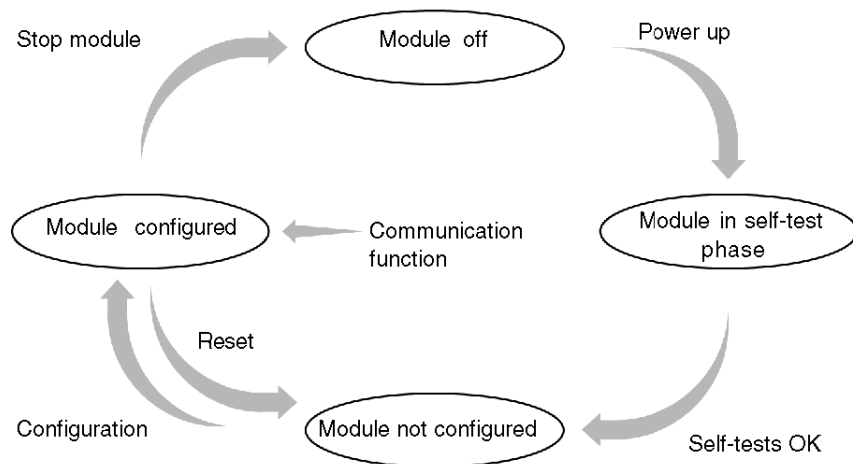 Stop module
Module off
Power up
Module configured
Communication
function
Module in self-test
phase
Reset
Configuration
Module not configured
Self-tests OK